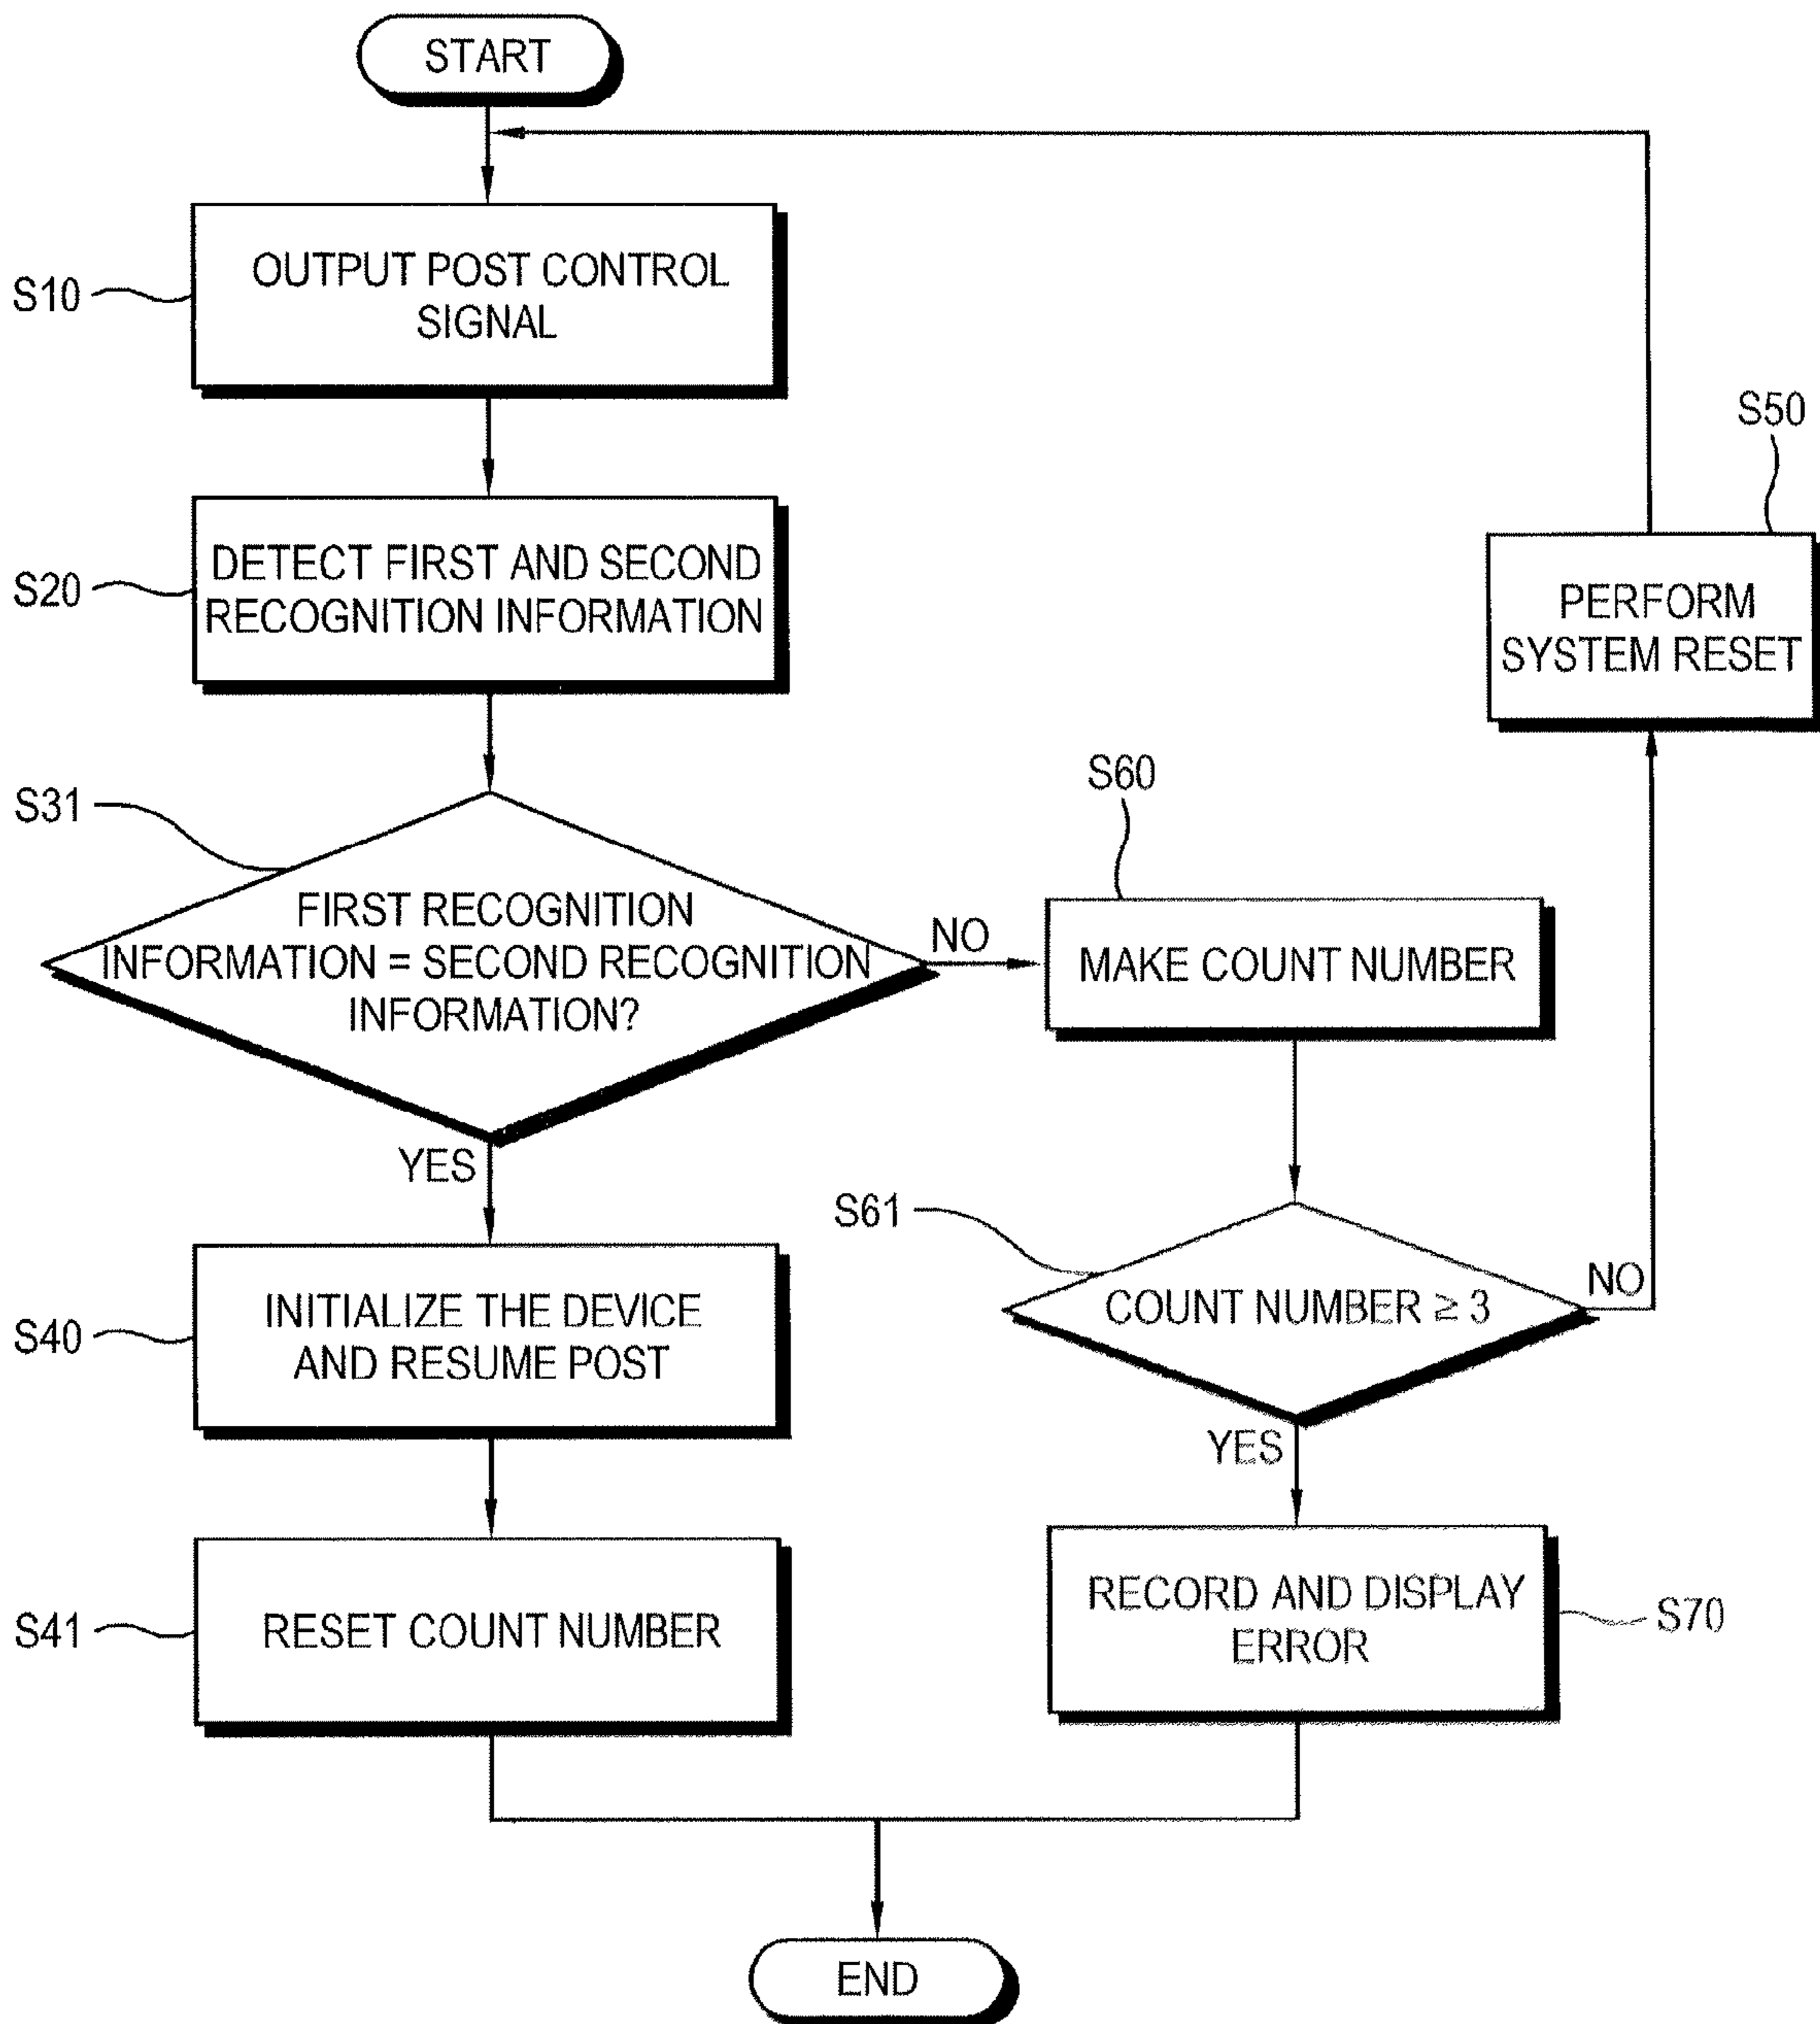 START
S10
OUTPUT POST CONTROL
SIGNAL
S20
DETECT FIRST AND SECOND
RECOGNITION INFORMATION
S50
PERFORM
SYSTEM RESET
S31
FIRST RECOGNITION
INFORMATION = SECOND RECOGNITION
INFORMATION?
NO
YES
S60
MAKE COUNT NUMBER
S61
COUNT NUMBER ≥ 3
NO
YES
S40
INITIALIZE THE DEVICE
AND RESUME POST
S41
RESET COUNT NUMBER
RECORD AND DISPLAY
ERROR
S70
END